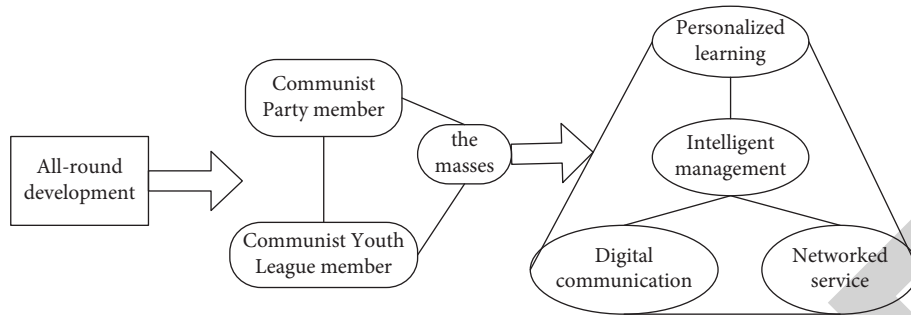 All-round
development
Communist
Party member
the
masses
Communist Youth
League member
Personalized
learning
Intelligent
management
Digital
communication
Networked
service